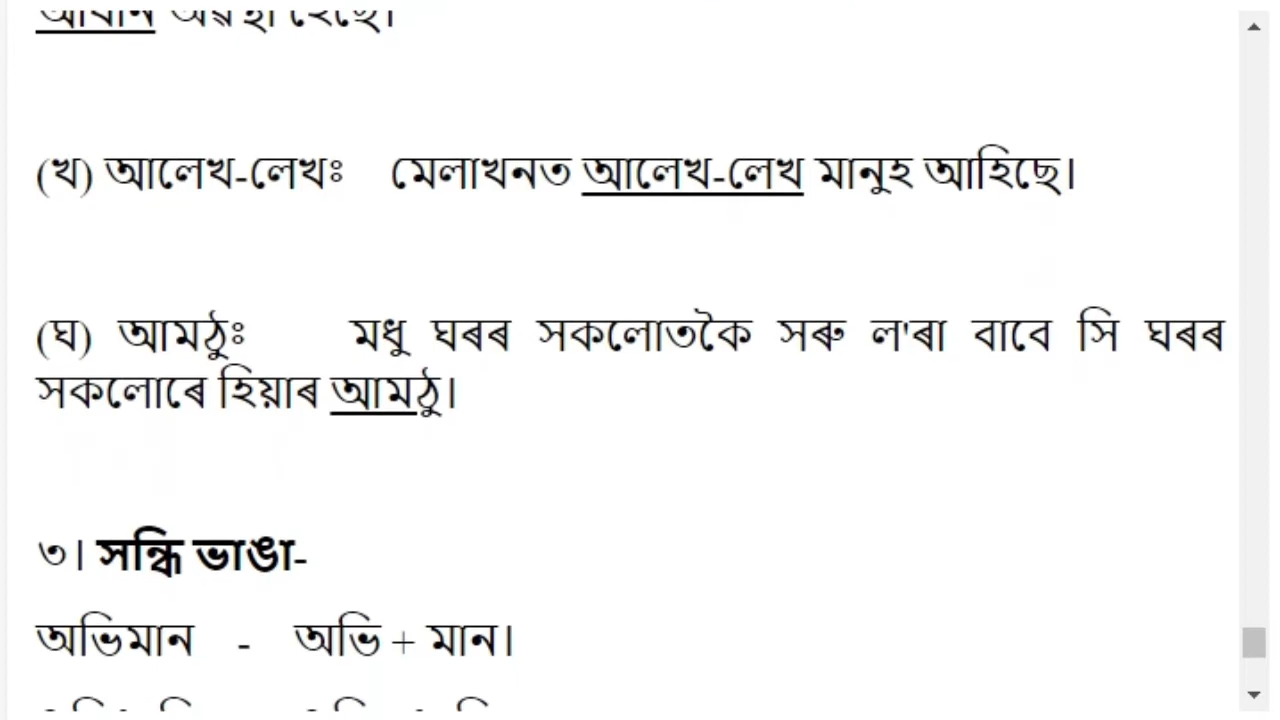 (খ) আলেখ-লেখঃ মেলাখনত আলেখ-লেখ মানুহ আহিছে।
(ঘ) আমঠুঃ মধু ঘৰৰ সকলোতকৈ সৰু ল'ৰা বাবে সি ঘৰৰ
সকলোৰে হিয়াৰ আমঠু।
৩। সন্ধি ভাঙা-
অভিমান - অভি + মান।